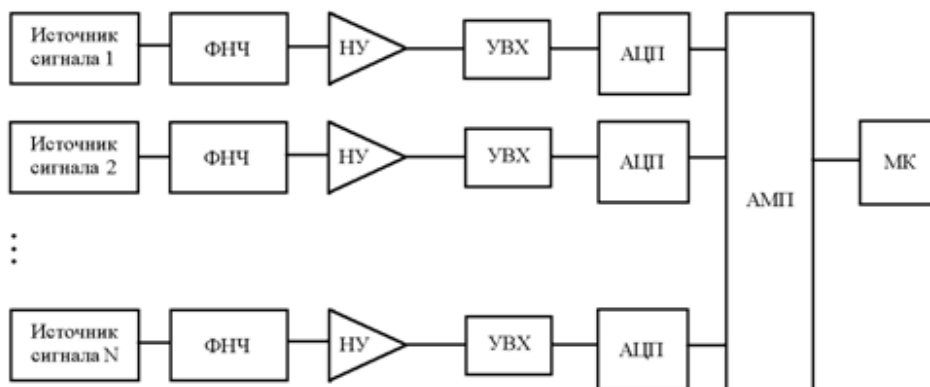 Источник
сигнала 1
ФНЧ
НУ
УВХ
АЦП
Источник
сигнала 2
ФНЧ
НУ
УВХ
АЦП
АМП
МК
Источник
сигнала N
ФНЧ
НУ
УВХ
АЦП